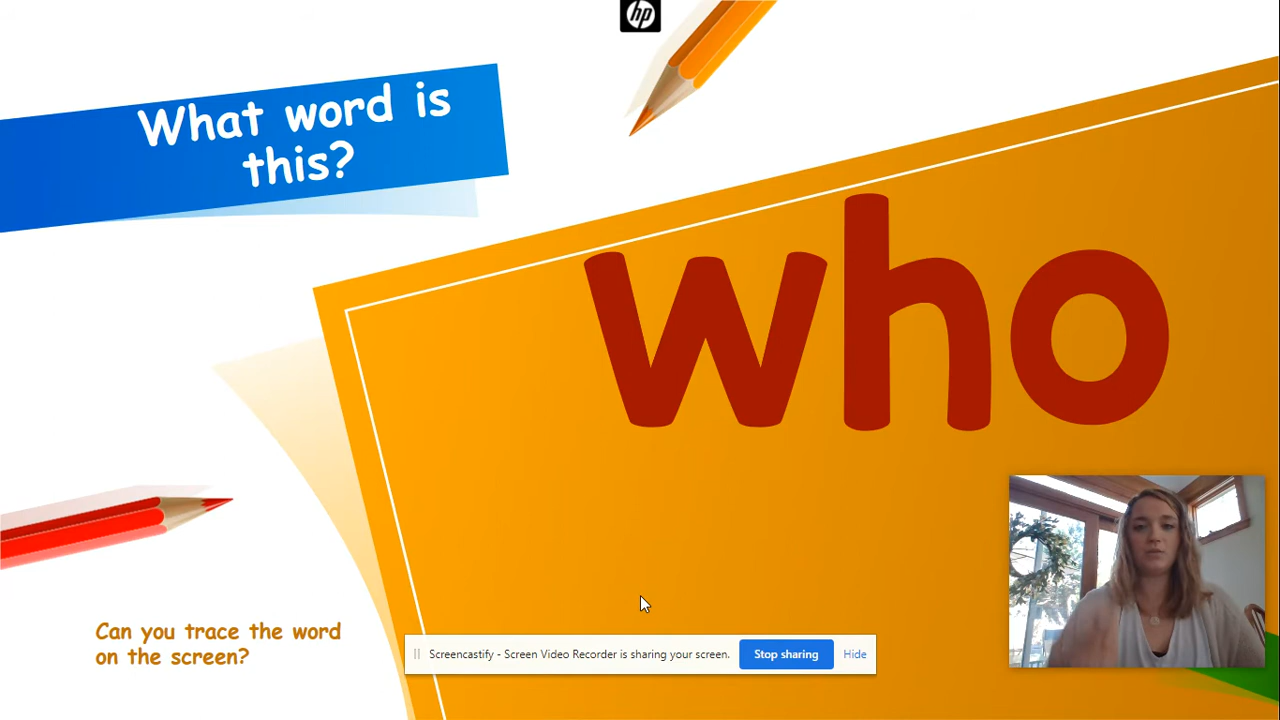 hp
What word is
this?
who
Can you trace the word
on the screen?
Screencastify - Screen Video Recorder is sharing your screen.
Stop sharing
Hide